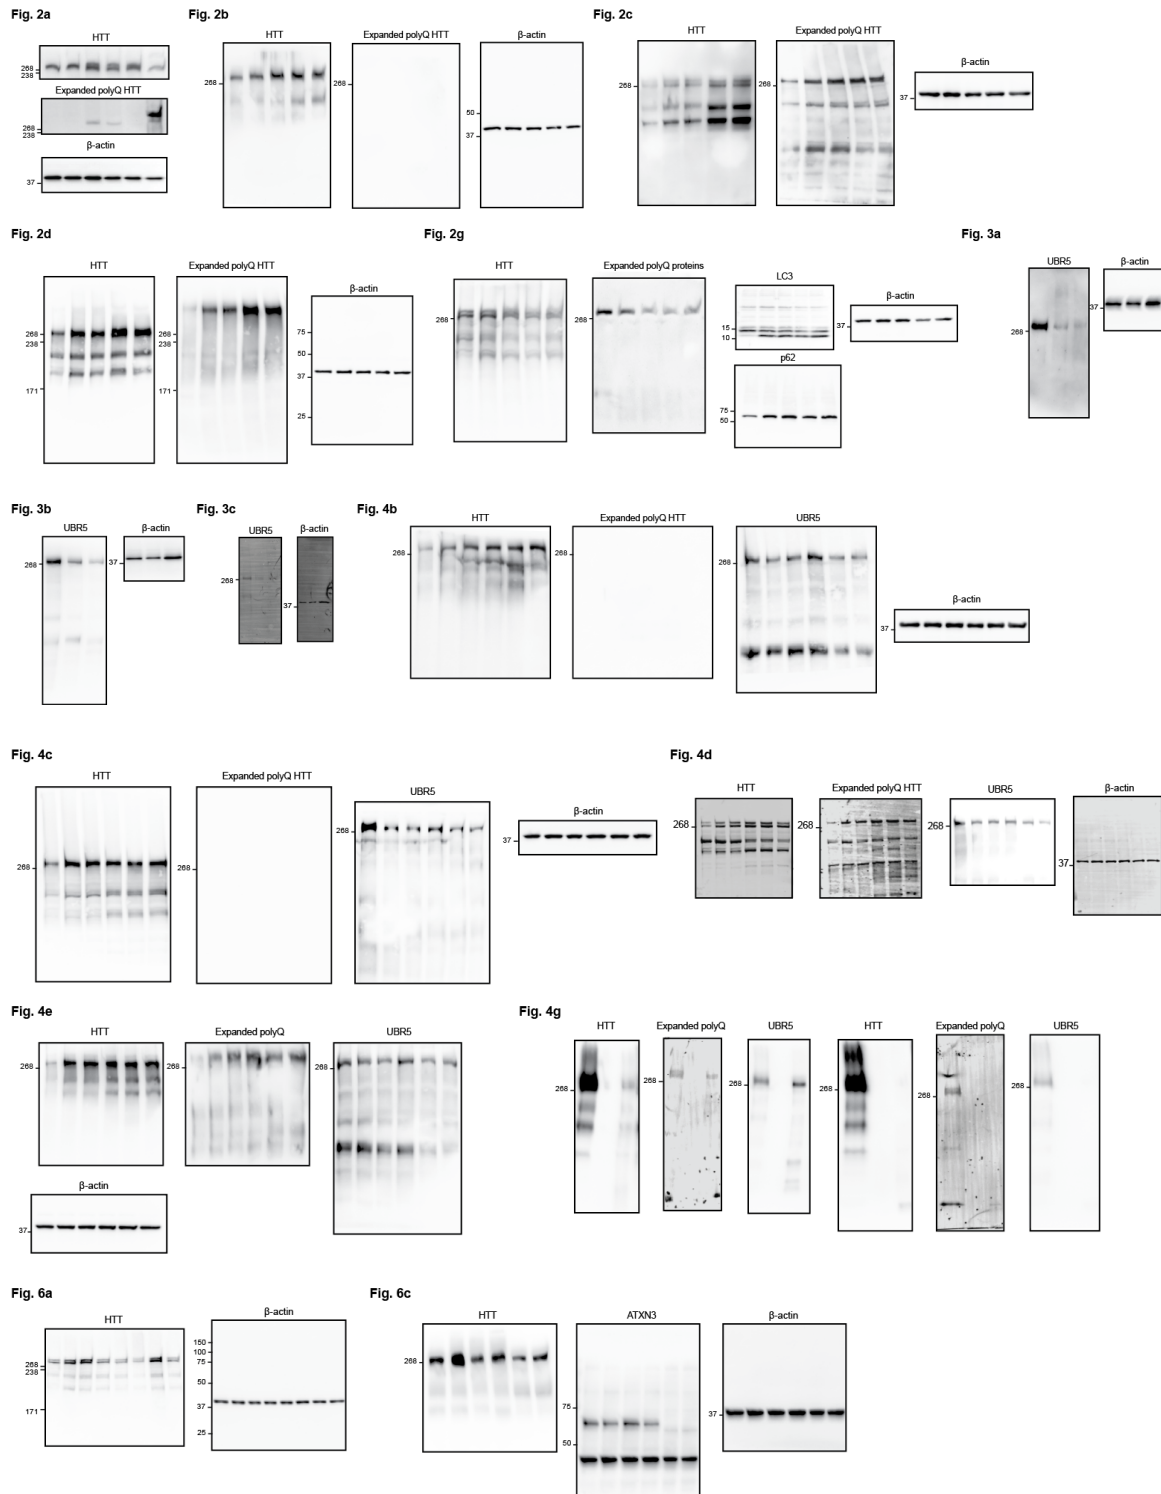 Fig. 2a
HTT
268
238
Expanded polyQ HTT
268
238
β-actin
37
Fig. 2b
HTT
268
Expanded polyQ HTT
268
β-actin
50
37
Fig. 2c
HTT
268
Expanded polyQ HTT
268
β-actin
37
Fig. 2d
HTT
268
238
171
Expanded polyQ HTT
268
238
171
β-actin
75
50
37
25
Fig. 2g
HTT
268
Expanded polyQ proteins
268
LC3
15
10
p62
75
50
β-actin
37
Fig. 3a
UBR5
268
β-actin
37
Fig. 3b
UBR5
268
β-actin
37
Fig. 3c
UBR5
268
β-actin
37
Fig. 4b
HTT
268
Expanded polyQ HTT
268
UBR5
268
β-actin
37
Fig. 4c
HTT
268
Expanded polyQ HTT
268
UBR5
268
β-actin
37
Fig. 4d
HTT
268
Expanded polyQ HTT
268
UBR5
268
β-actin
37
Fig. 4e
HTT
268
Expanded polyQ
268
UBR5
268
β-actin
37
Fig. 4g
HTT
268
Expanded polyQ
268
UBR5
268
HTT
268
Expanded polyQ
268
UBR5
268
Fig. 6a
HTT
268
238
171
β-actin
150
100
75
50
37
25
Fig. 6c
HTT
268
ATXN3
75
50
β-actin
37